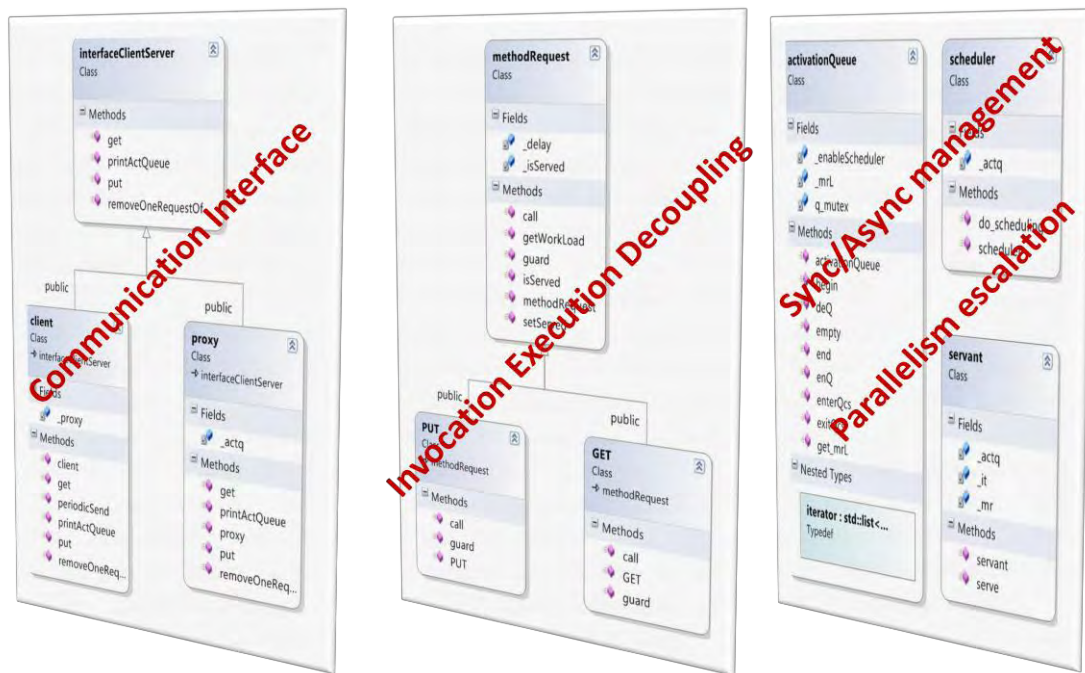 interfaceClientServer
Class
Methods
get
printActQueue
put
removeOneRequestOf
public
public
client
Class
interfaceClientServer
Fields
_proxy
Methods
client
get
periodicSend
printActQueue
put
removeOneReq...
proxy
Class
interfaceClientServer
Fields
_actq
Methods
get
printActQueue
proxy
put
removeOneReq...
Communication Interface
methodRequest
Class
Fields
_delay
_isServed
Methods
call
getWorkLoad
guard
isServed
methodRequest
setServed
public
public
PUT
Class
methodRequest
Methods
call
guard
PUT
GET
Class
methodRequest
Methods
call
GET
guard
Invocation Execution Decoupling
activationQueue
Class
Fields
_enableScheduler
_mrL
q_mutex
Methods
activationQueue
begin
deQ
empty
end
enQ
enterQcs
get_mrL
Nested Types
iterator : std::list<...
Typedef
scheduler
Class
Fields
_actq
Methods
do_scheduling
scheduler
servant
Class
Fields
_actq
_it
_mr
Methods
servant
serve
Sync/Async management
Parallelism escalation